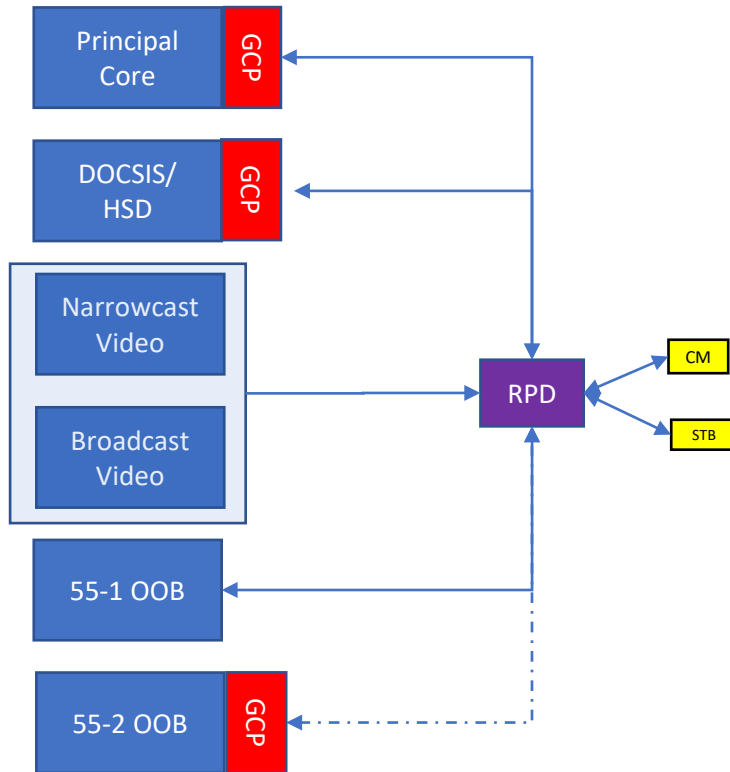 Principal
Core
GCP
DOCSIS/
HSD
GCP
Narrowcast
Video
Broadcast
Video
RPD
CM
STB
55-1 OOB
55-2 OOB
GCP